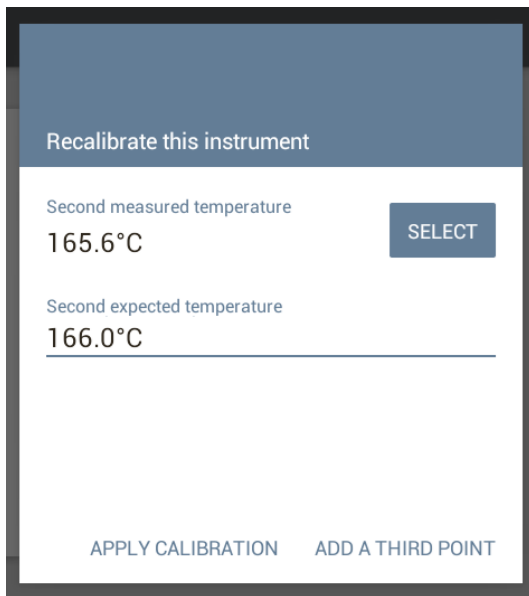 Recalibrate this instrument
Second measured temperature
165.6°C
SELECT
Second expected temperature
166.0°C
APPLY CALIBRATION ADD A THIRD POINT